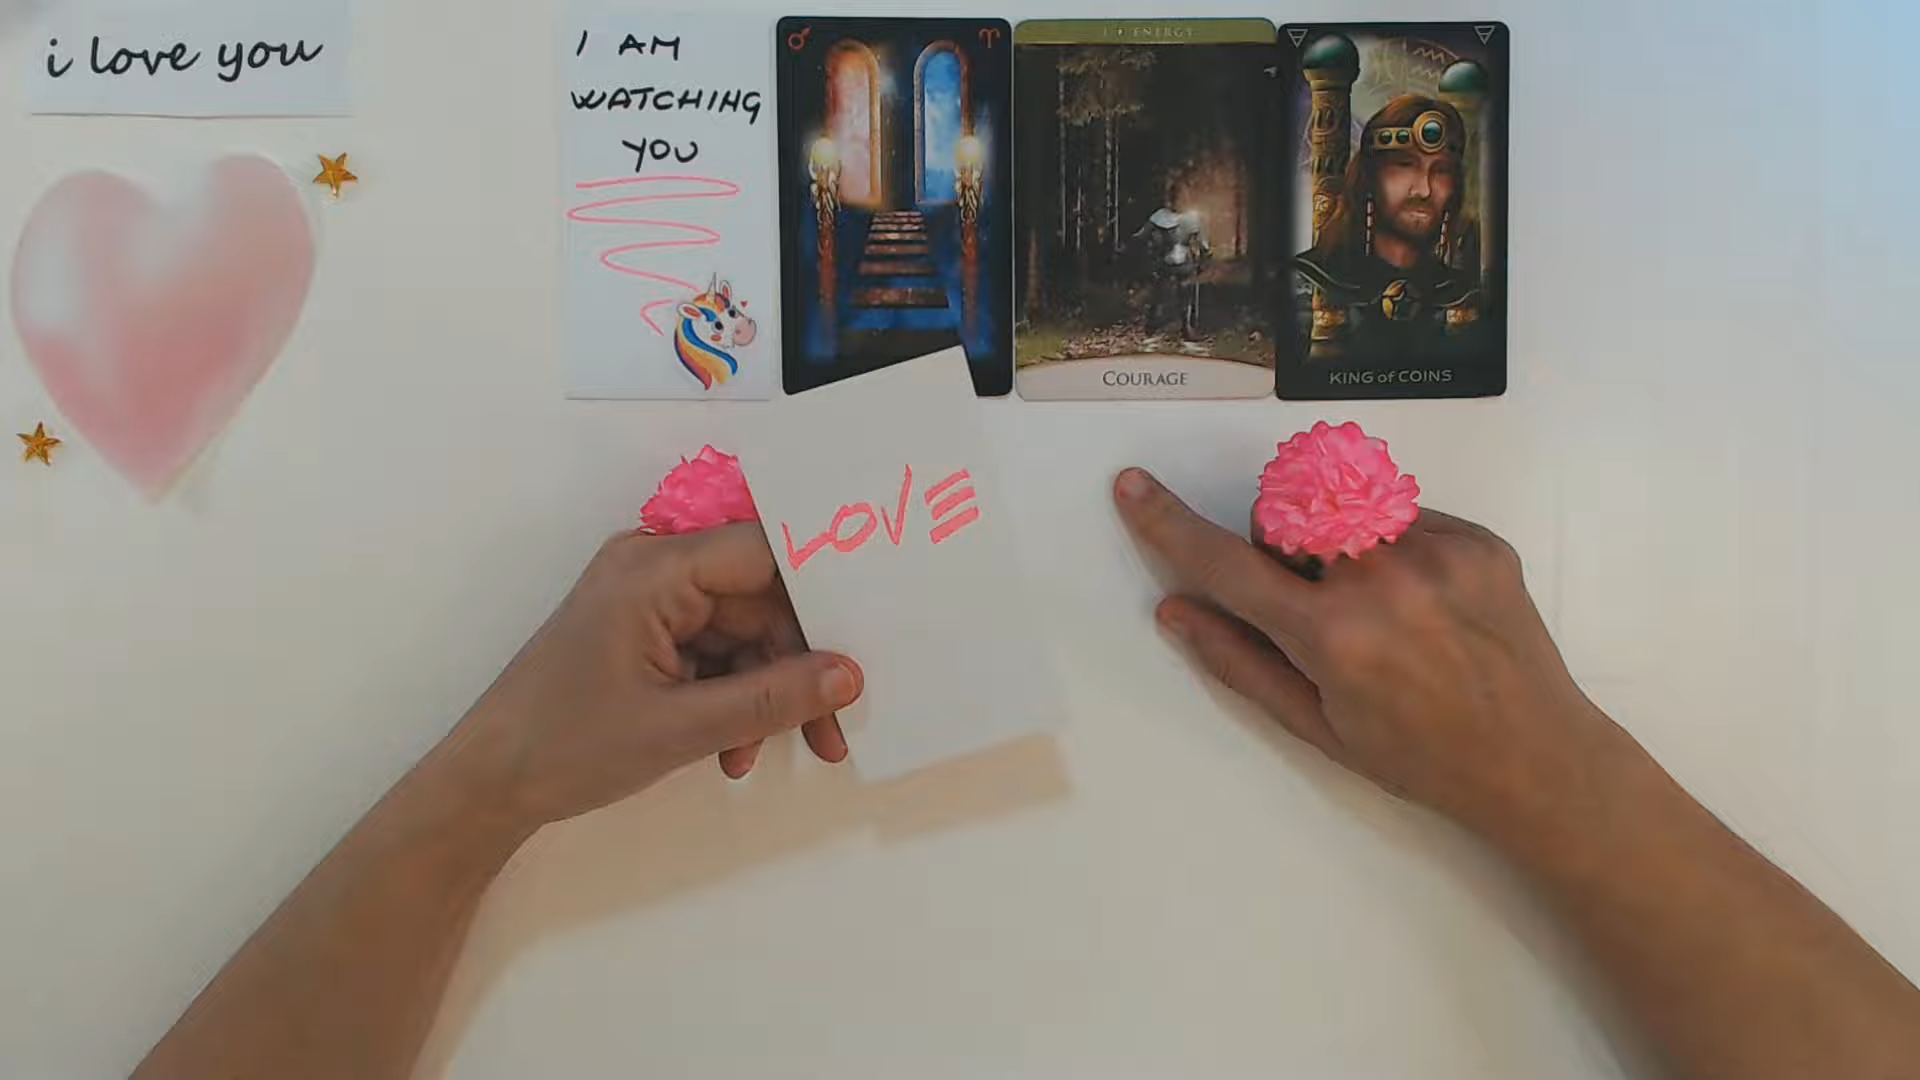 i love you
I AM
WATCHING
YOU
ENERGY
COURAGE
KING of COINS
LOVE